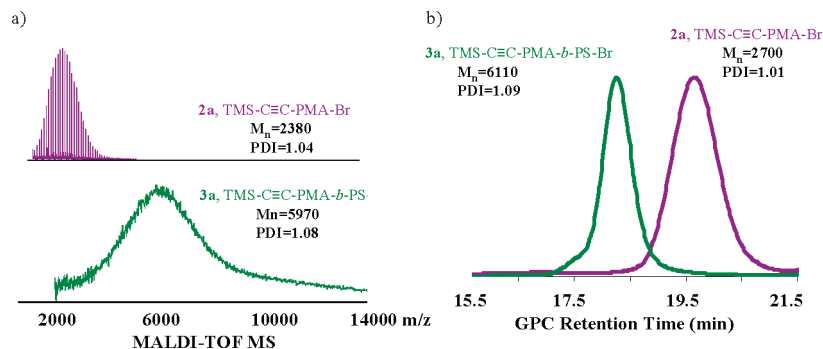 a)
2a, TMS-C≡C-PMA-Br
Mn=2380
PDI=1.04
3a, TMS-C≡C-PMA-b-PS-
Mn=5970
PDI=1.08
2000 6000 10000 14000 m/z
MALDI-TOF MS
b)
2a, TMS-C≡C-PMA-Br
Mn=2700
PDI=1.01
3a, TMS-C≡C-PMA-b-PS-Br
Mn=6110
PDI=1.09
15.5 17.5 19.5 21.5
GPC Retention Time (min)